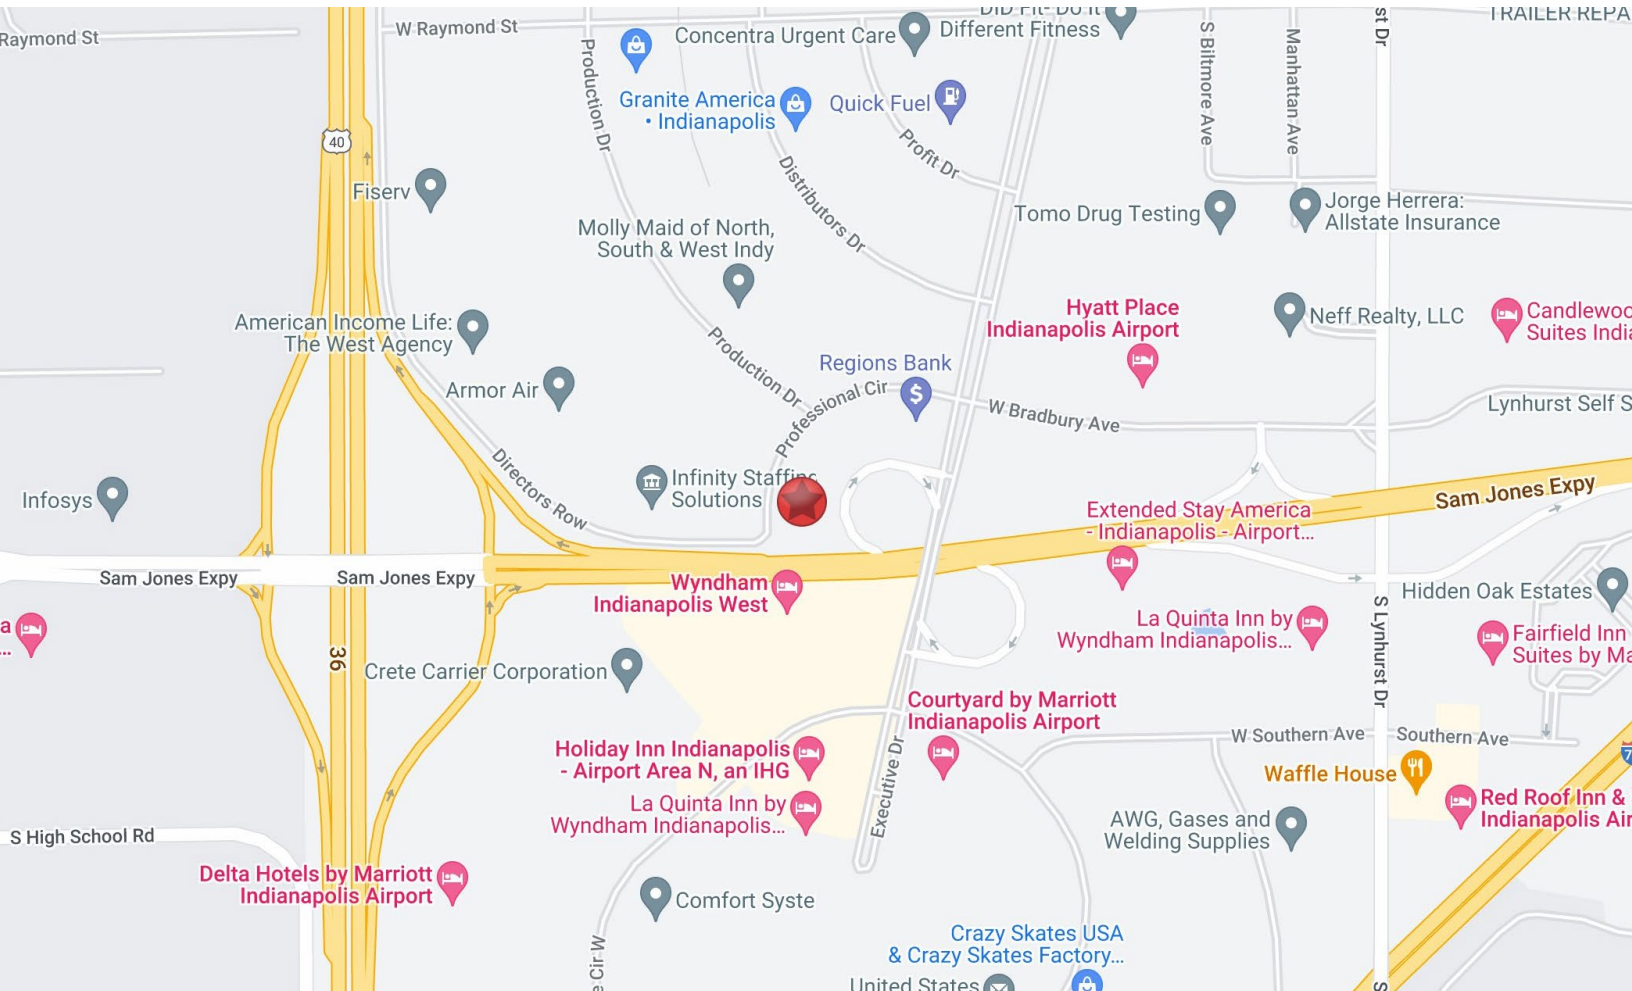 W Raymond St
Raymond St
Concentra Urgent Care
Different Fitness
TRAILER REPA
st Dr
S Biltmore Ave
Manhattan Ave
Production Dr
Granite America
• Indianapolis
Quick Fuel
40
Profit Dr
Fiserv
Distributors Dr
Tomo Drug Testing
Jorge Herrera:
Allstate Insurance
Molly Maid of North,
South & West Indy
Hyatt Place
Indianapolis Airport
Neff Realty, LLC
Candlewoo
Suites India
American Income Life:
The West Agency
Production Dr
Regions Bank
Armor Air
Professional Cir
W Bradbury Ave
Lynhurst Self S
Directors Row
Infinity Staffing
Solutions
Infosys
Sam Jones Expy
Extended Stay America
- Indianapolis - Airport...
Sam Jones Expy
Sam Jones Expy
Wyndham
Indianapolis West
Hidden Oak Estates
La Quinta Inn by
Wyndham Indianapolis...
a
...
Fairfield Inn
Suites by Ma
36
Crete Carrier Corporation
S Lynhurst Dr
Courtyard by Marriott
Indianapolis Airport
W Southern Ave
Southern Ave
Holiday Inn Indianapolis
- Airport Area N, an IHG
Executive Dr
Waffle House
7
La Quinta Inn by
Wyndham Indianapolis...
Red Roof Inn &
Indianapolis Air
AWG, Gases and
Welding Supplies
S High School Rd
Delta Hotels by Marriott
Indianapolis Airport
Comfort Syste
Crazy Skates USA
& Crazy Skates Factory...
e Cir W
United States
S